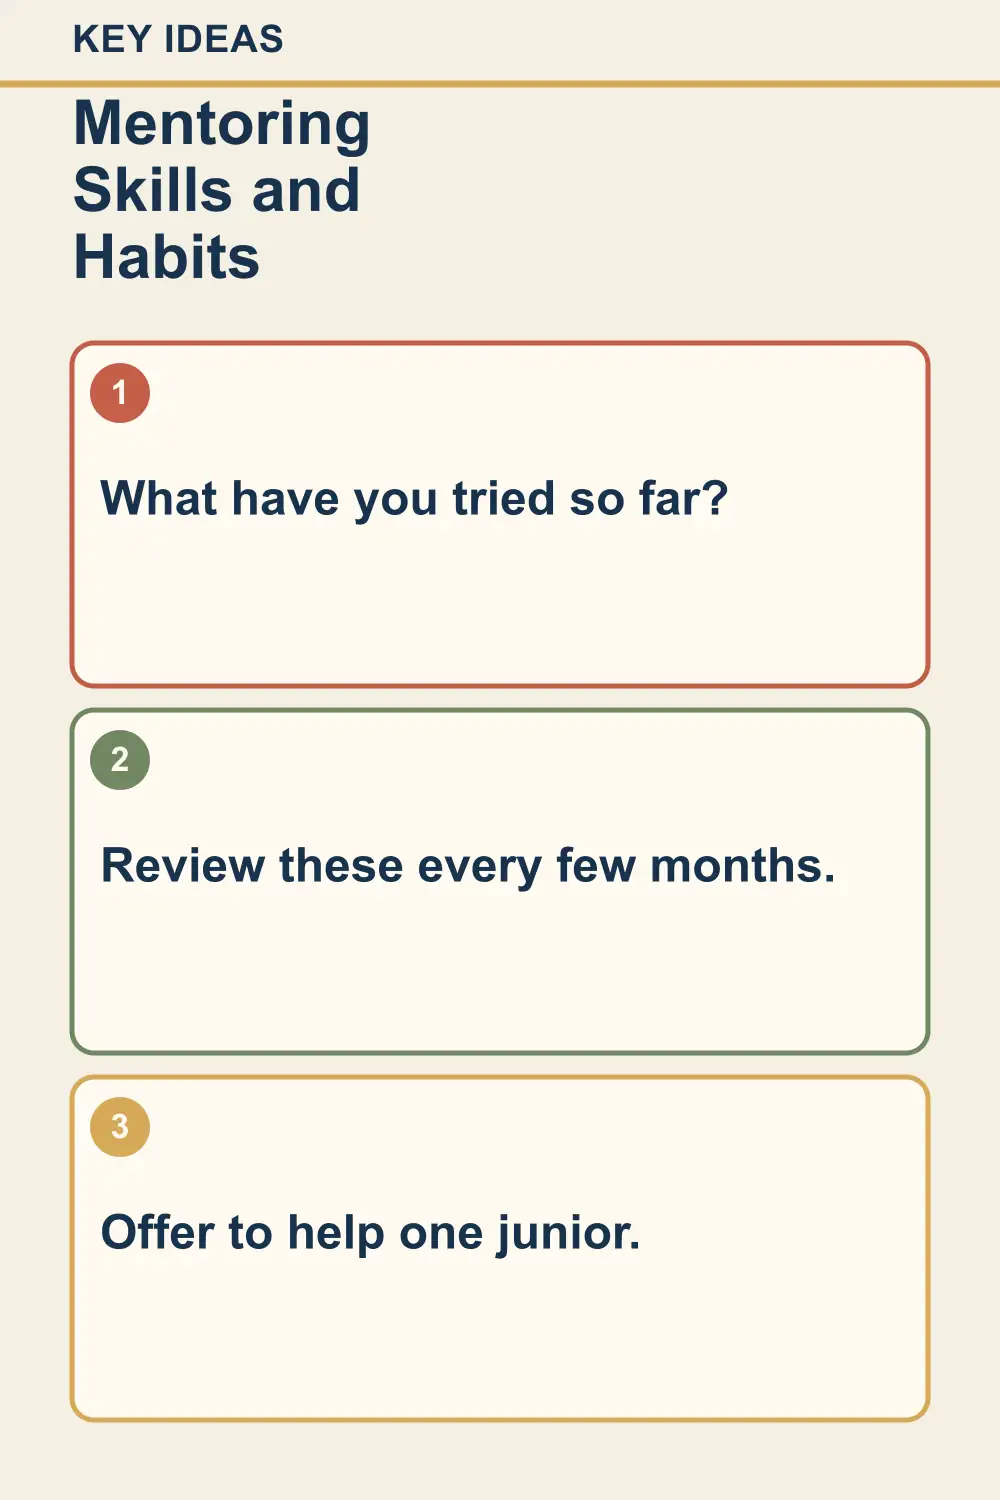 KEY IDEAS
Mentoring
Skills and
Habits
1
What have you tried so far?
2
Review these every few months.
3
Offer to help one junior.